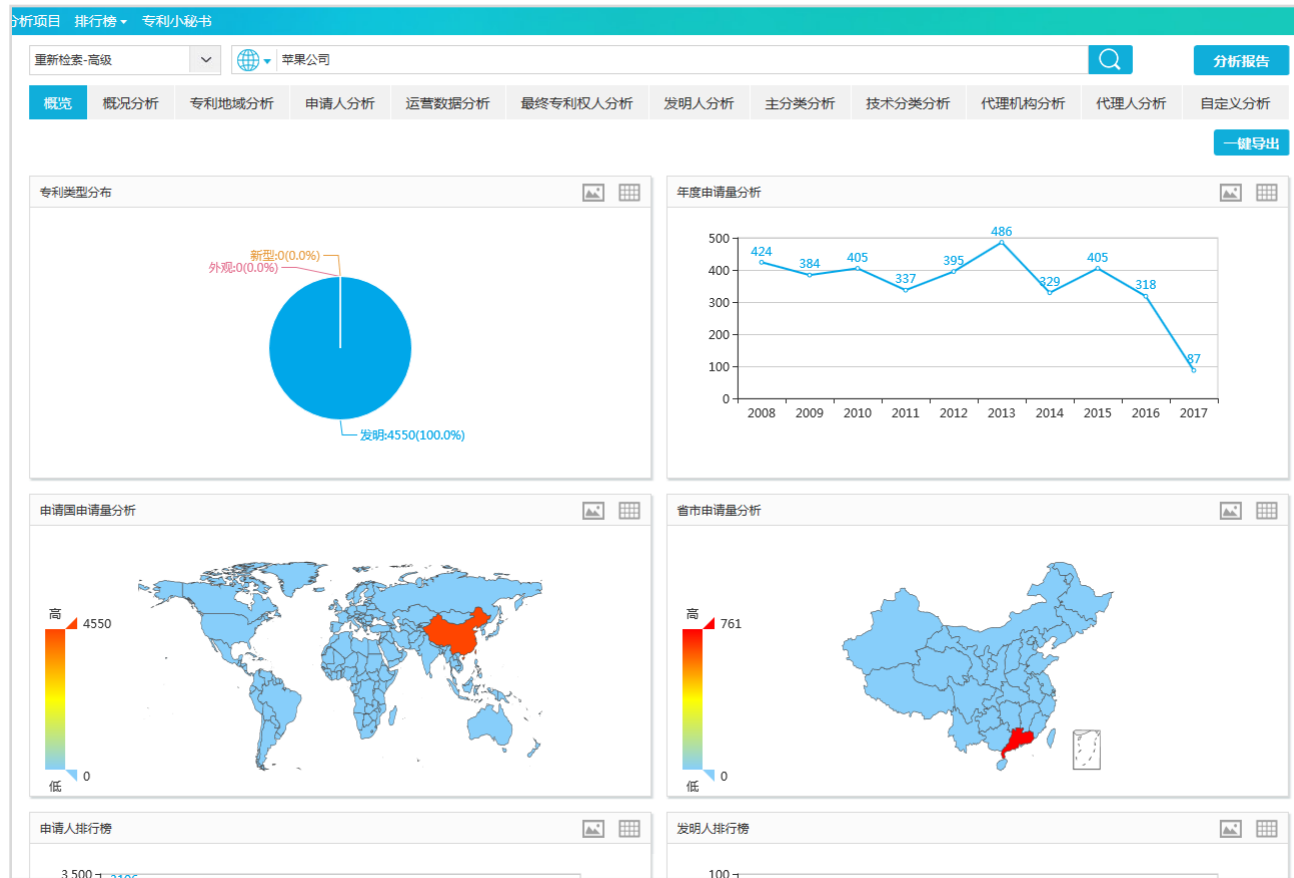 分析项目 排行榜 专利小秘书
重新检索-高级 苹果公司 分析报告
概览 概况分析 专利地域分析 申请人分析 运营数据分析 最终专利权人分析 发明人分析 主分类分析 技术分类分析 代理机构分析 代理人分析 自定义分析
一键导出
专利类型分布
新型:0(0.0%)
外观:0(0.0%)
发明:4550(100.0%)
年度申请量分析
500
400
300
200
100
0
424 384 405 337 395 486 329 405 318 87
2008 2009 2010 2011 2012 2013 2014 2015 2016 2017
申请国申请量分析
高
4550
0
低
省市申请量分析
高
761
0
低
申请人排行榜
3,500
发明人排行榜
100